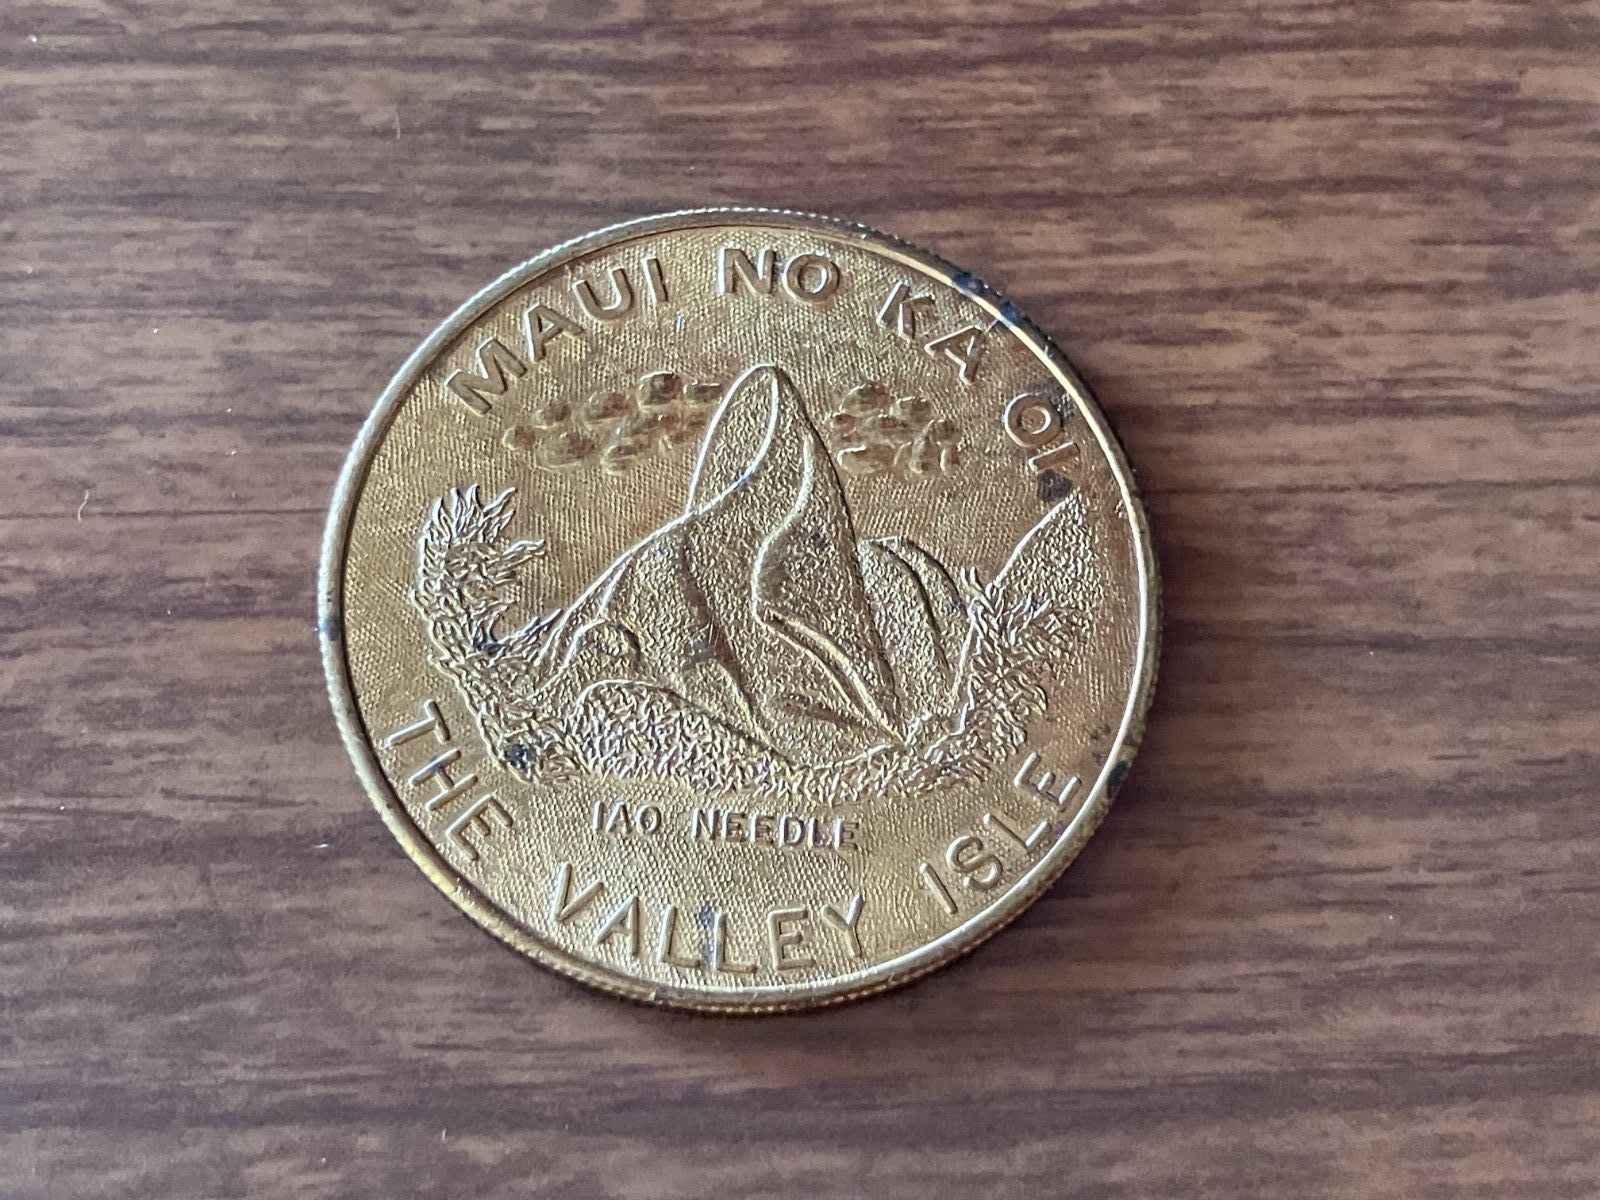 MAUI NO KA OI
IAO NEEDLE
THE VALLEY ISLE